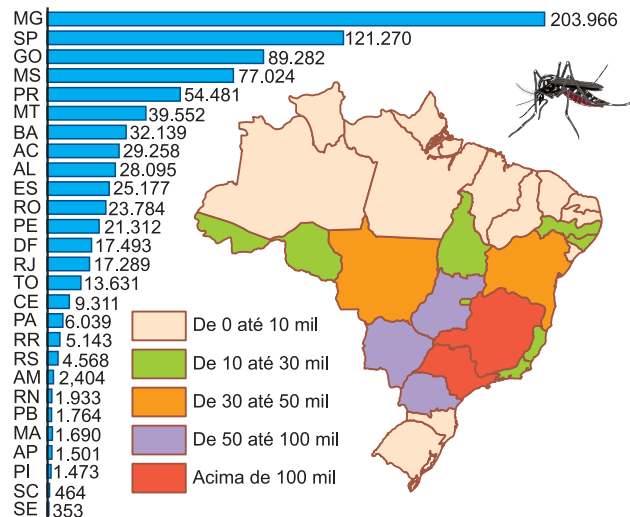 MG 203.966
SP 121.270
GO 89.282
MS 77.024
PR 54.481
MT 39.552
BA 32.139
AC 29.258
AL 28.095
ES 25.177
RO 23.784
PE 21.312
DF 17.493
RJ 17.289
TO 13.631
CE 9.311
PA 6.039
RR 5.143
RS 4.568
AM 2,404
RN 1.933
PB 1.764
MA 1.690
AP 1.501
PI 1.473
SC 464
SE 353
De 0 até 10 mil
De 10 até 30 mil
De 30 até 50 mil
De 50 até 100 mil
Acima de 100 mil